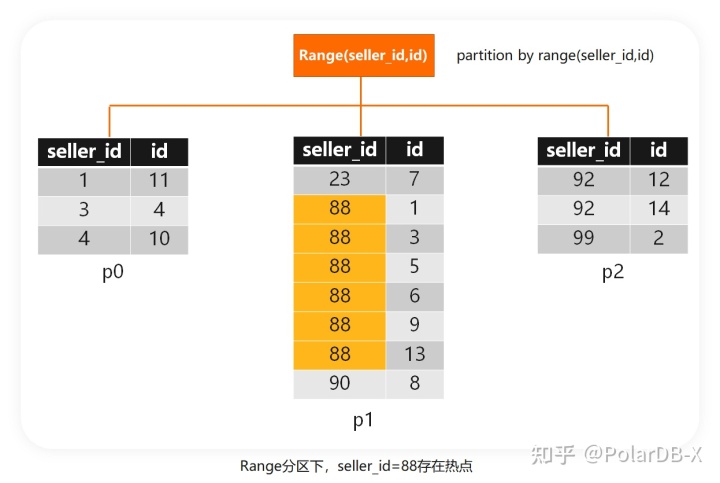 Range(seller_id,id)
partition by range(seller_id,id)
seller_id id
1 11
3 4
4 10
p0
seller_id id
23 7
88 1
88 3
88 5
88 6
88 9
88 13
90 8
p1
seller_id id
92 12
92 14
99 2
p2
知乎 @PolarDB-X
Range分区下，seller_id=88存在热点